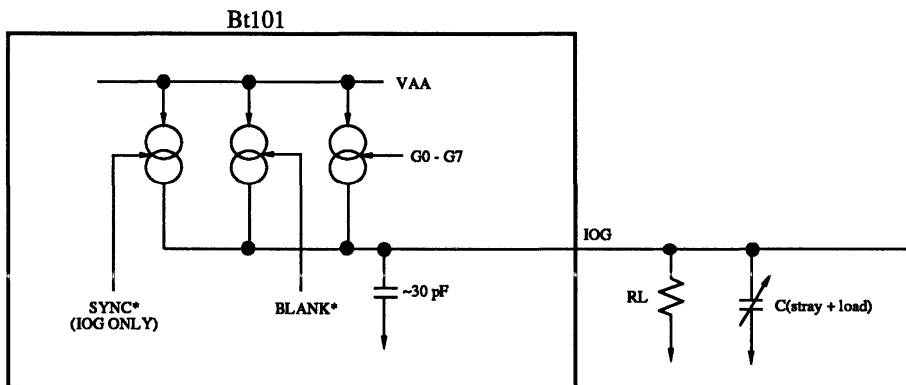 Bt101
VAA
G0 - G7
IOG
SYNC*
(IOG ONLY)
BLANK*
~30 pF
RL
C(stray + load)